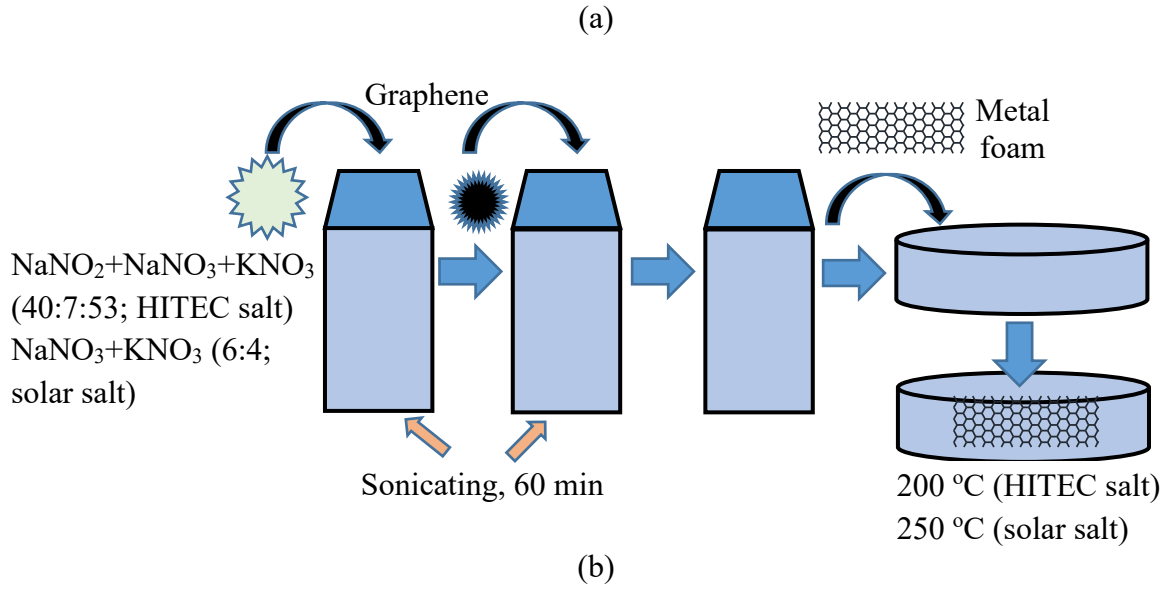 (a)
Graphene
Metal
foam
NaNO₂+NaNO₃+KNO₃
(40:7:53; HITEC salt)
NaNO₃+KNO₃ (6:4;
solar salt)
Sonicating, 60 min
200 ºC (HITEC salt)
250 ºC (solar salt)
(b)